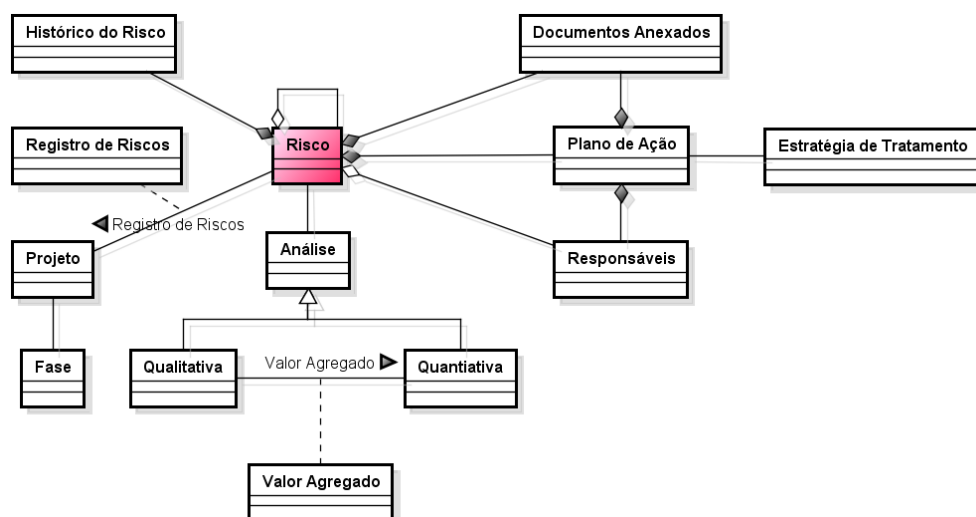 Histórico do Risco
Documentos Anexados
Registro de Riscos
Risco
Plano de Ação
Estratégia de Tratamento
Registro de Riscos
Projeto
Análise
Responsáveis
Fase
Qualitativa
Valor Agregado
Quantiativa
Valor Agregado